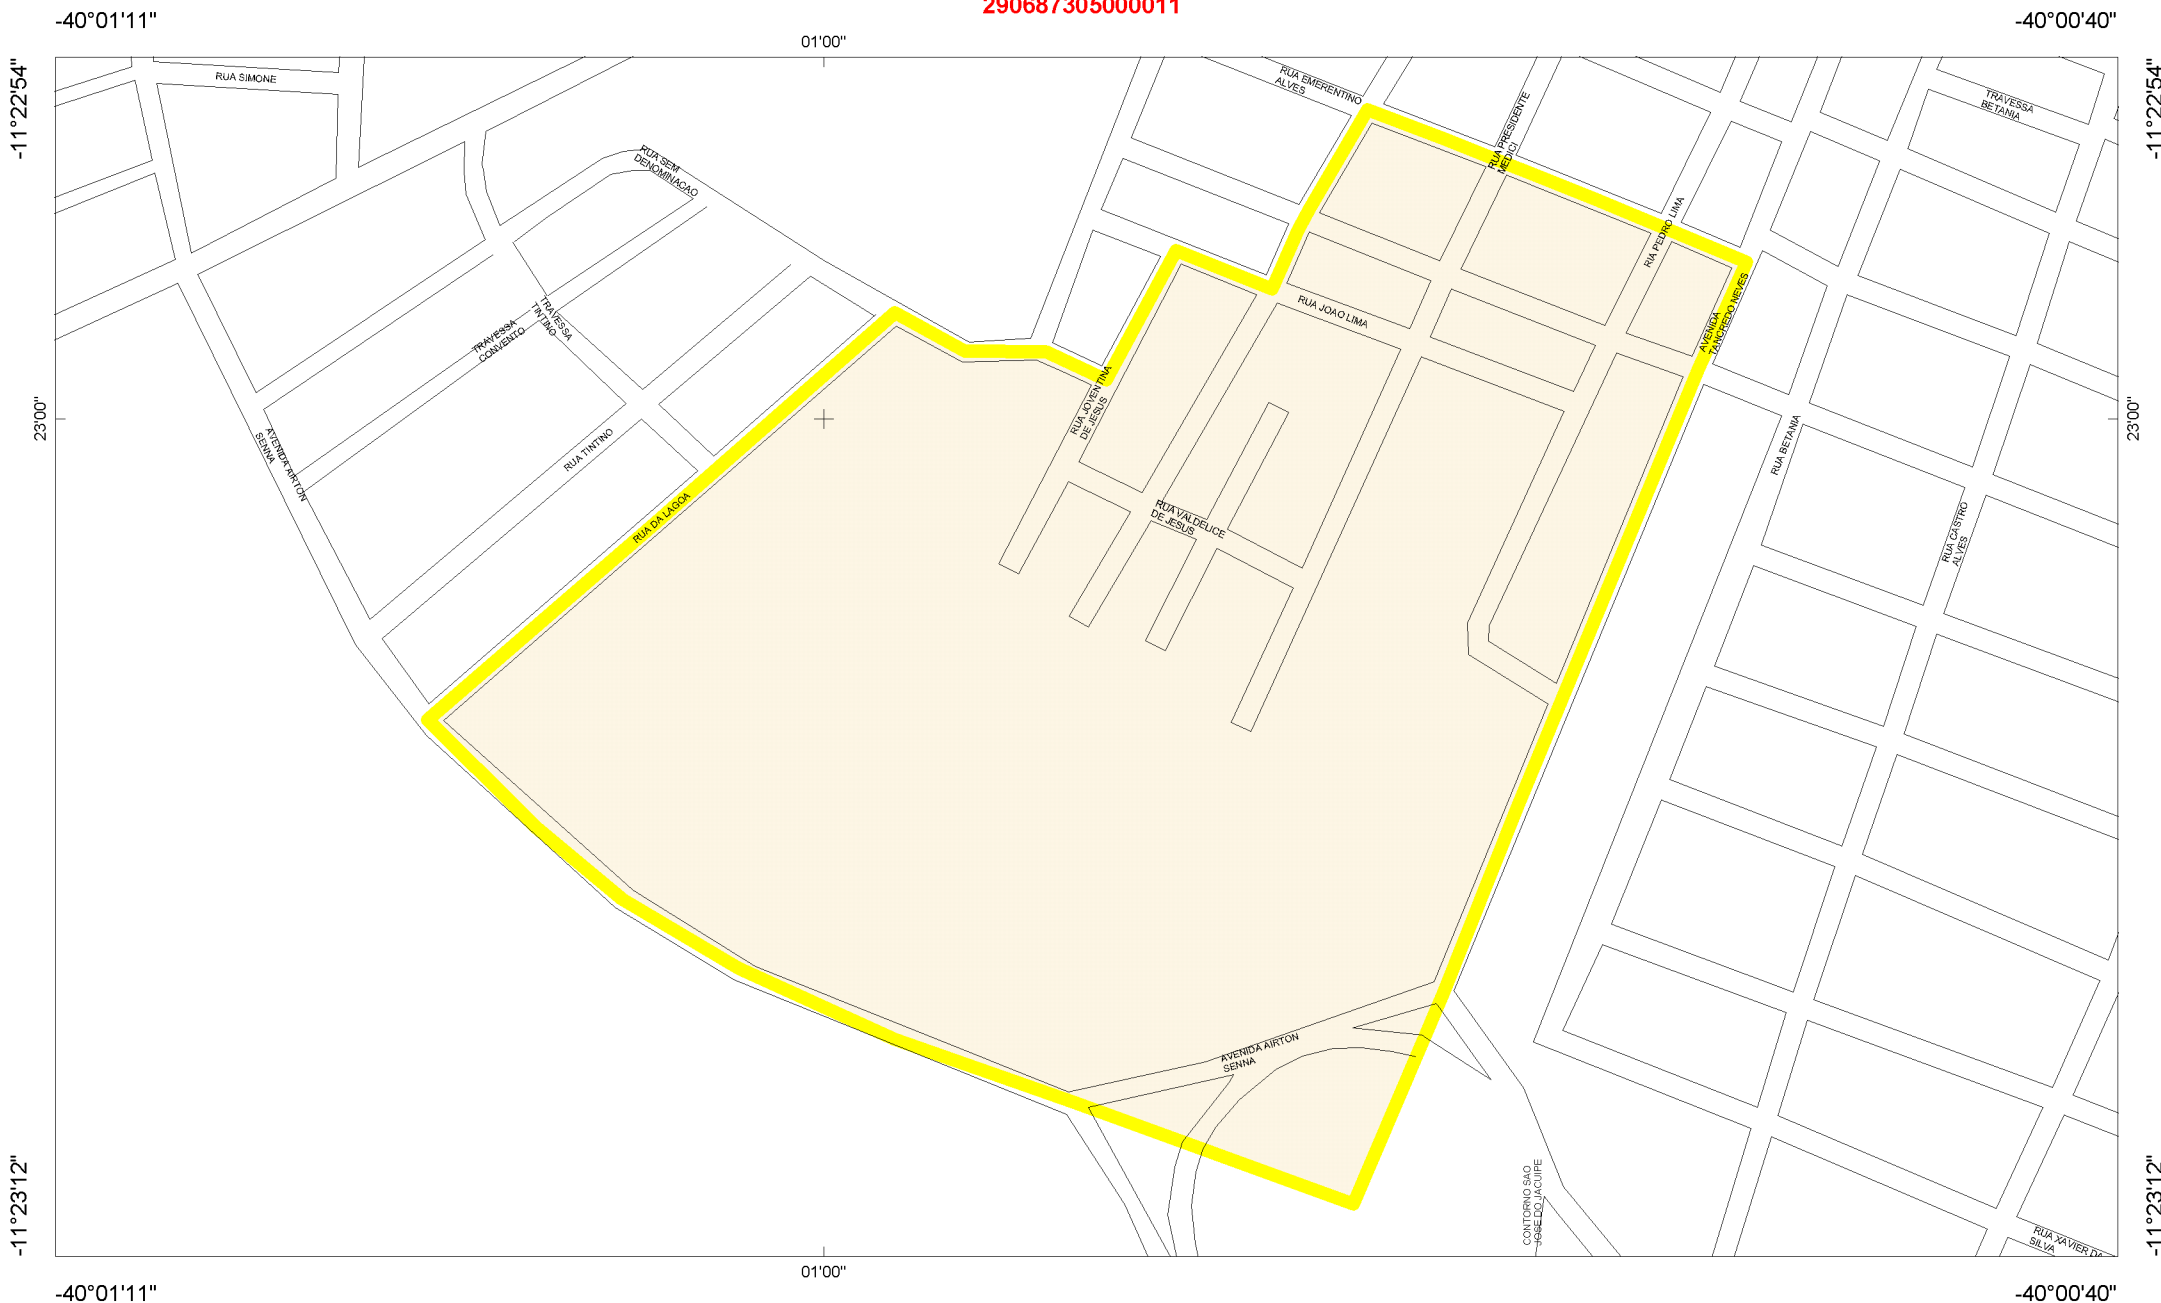 290687305000011
-40°01'11"
-40°00'40"
01'00"
-11°22'54"
-11°22'54"
RUA SIMONE
RUA EMERENTINO
ALVES
RUA PRESIDENTE
MEDICI
TRAVESSA
BETANIA
RUA SEM
DENOMINACAO
RIA PEDRO LIMA
TRAVESSA
TINTINO
TRAVESSA
CONVENTO
RUA JOAO LIMA
AVENIDA
TANCREDO NEVES
23'00"
23'00"
RUA JOVENTINA
DE JESUS
AVENIDA AIRTON
SENNA
RUA TINTINO
RUA BETANIA
RUA DA LAGOA
RUA VALDELICE
DE JESUS
RUA CASTRO
ALVES
AVENIDA AIRTON
SENNA
CONTORNO SAO
JOSE DO JACUIPE
RUA XAVIER DA
SILVA
-11°23'12"
-11°23'12"
01'00"
-40°01'11"
-40°00'40"